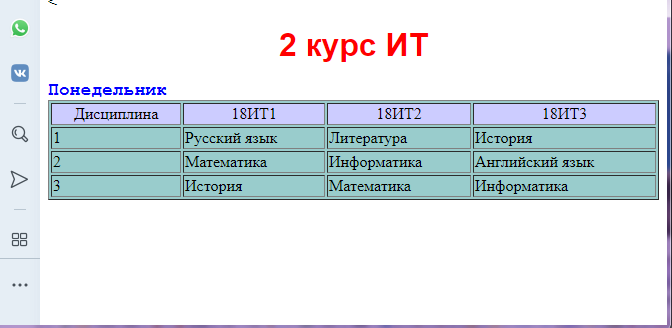 <
2 курс ИТ
Понедельник
Дисциплина 18ИТ1 18ИТ2 18ИТ3
1 Русский язык Литература История
2 Математика Информатика Английский язык
3 История Математика Информатика